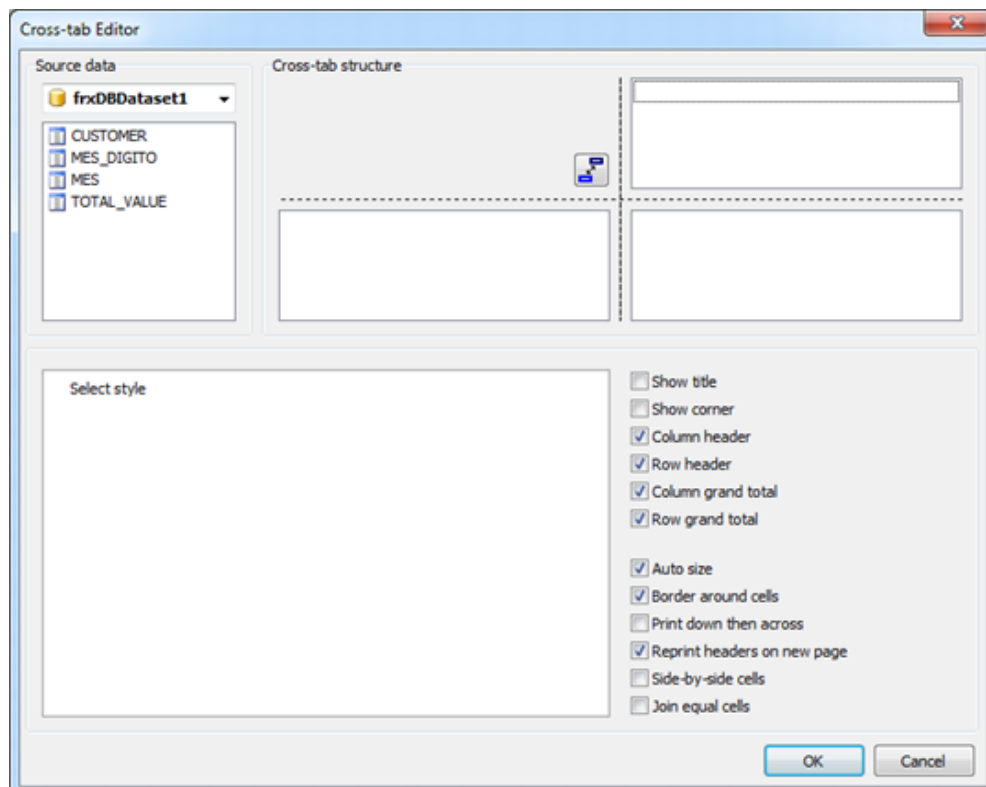 Cross-tab Editor
Source data
Cross-tab structure
frxDBDataset1
CUSTOMER
MES_DIGITO
MES
TOTAL_VALUE
Select style
Show title
Show corner
Column header
Row header
Column grand total
Row grand total
Auto size
Border around cells
Print down then across
Reprint headers on new page
Side-by-side cells
Join equal cells
OK
Cancel